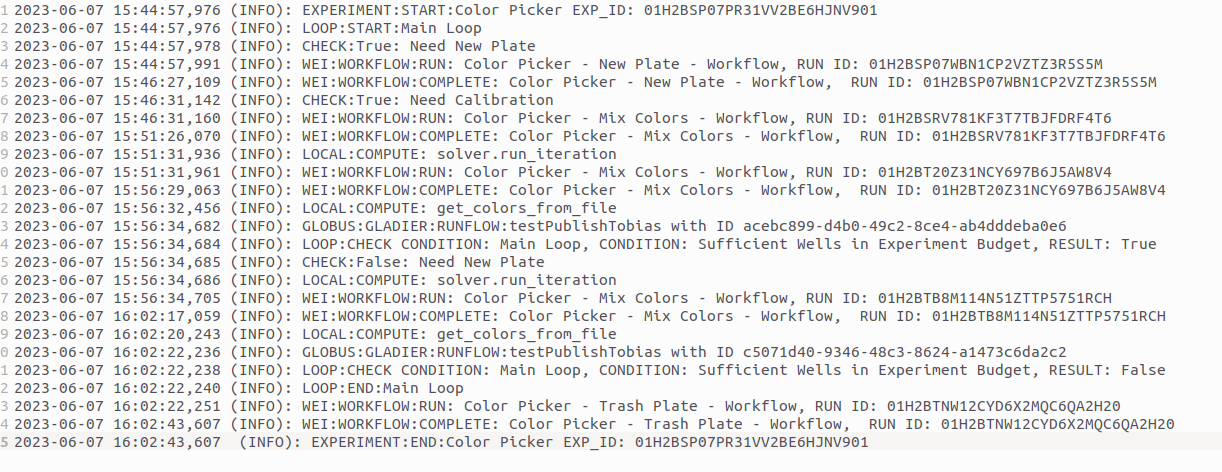 1 2023-06-07 15:44:57,976 (INFO): EXPERIMENT:START:Color Picker EXP_ID: 01H2BSP07PR31VV2BE6HJNV901
2 2023-06-07 15:44:57,976 (INFO): LOOP:START:Main Loop
3 2023-06-07 15:44:57,978 (INFO): CHECK:True: Need New Plate
4 2023-06-07 15:44:57,991 (INFO): WEI:WORKFLOW:RUN: Color Picker - New Plate - Workflow, RUN ID: 01H2BSP07WBN1CP2VZTZ3R5S5M
5 2023-06-07 15:46:27,109 (INFO): WEI:WORKFLOW:COMPLETE: Color Picker - New Plate - Workflow,  RUN ID: 01H2BSP07WBN1CP2VZTZ3R5S5M
6 2023-06-07 15:46:31,142 (INFO): CHECK:True: Need Calibration
7 2023-06-07 15:46:31,160 (INFO): WEI:WORKFLOW:RUN: Color Picker - Mix Colors - Workflow, RUN ID: 01H2BSRV781KF3T7TBJFDRF4T6
8 2023-06-07 15:51:26,070 (INFO): WEI:WORKFLOW:COMPLETE: Color Picker - Mix Colors - Workflow,  RUN ID: 01H2BSRV781KF3T7TBJFDRF4T6
9 2023-06-07 15:51:31,936 (INFO): LOCAL:COMPUTE: solver.run_iteration
0 2023-06-07 15:51:31,961 (INFO): WEI:WORKFLOW:RUN: Color Picker - Mix Colors - Workflow, RUN ID: 01H2BT20Z31NCY697B6J5AW8V4
1 2023-06-07 15:56:29,063 (INFO): WEI:WORKFLOW:COMPLETE: Color Picker - Mix Colors - Workflow,  RUN ID: 01H2BT20Z31NCY697B6J5AW8V4
2 2023-06-07 15:56:32,456 (INFO): LOCAL:COMPUTE: get_colors_from_file
3 2023-06-07 15:56:34,682 (INFO): GLOBUS:GLADIER:RUNFLOW:testPublishTobias with ID acebc899-d4b0-49c2-8ce4-ab4dddeba0e6
4 2023-06-07 15:56:34,684 (INFO): LOOP:CHECK CONDITION: Main Loop, CONDITION: Sufficient Wells in Experiment Budget, RESULT: True
5 2023-06-07 15:56:34,685 (INFO): CHECK:False: Need New Plate
6 2023-06-07 15:56:34,686 (INFO): LOCAL:COMPUTE: solver.run_iteration
7 2023-06-07 15:56:34,705 (INFO): WEI:WORKFLOW:RUN: Color Picker - Mix Colors - Workflow, RUN ID: 01H2BTB8M114N51ZTTP5751RCH
8 2023-06-07 16:02:17,059 (INFO): WEI:WORKFLOW:COMPLETE: Color Picker - Mix Colors - Workflow,  RUN ID: 01H2BTB8M114N51ZTTP5751RCH
9 2023-06-07 16:02:20,243 (INFO): LOCAL:COMPUTE: get_colors_from_file
0 2023-06-07 16:02:22,236 (INFO): GLOBUS:GLADIER:RUNFLOW:testPublishTobias with ID c5071d40-9346-48c3-8624-a1473c6da2c2
1 2023-06-07 16:02:22,238 (INFO): LOOP:CHECK CONDITION: Main Loop, CONDITION: Sufficient Wells in Experiment Budget, RESULT: False
2 2023-06-07 16:02:22,240 (INFO): LOOP:END:Main Loop
3 2023-06-07 16:02:22,251 (INFO): WEI:WORKFLOW:RUN: Color Picker - Trash Plate - Workflow, RUN ID: 01H2BTNW12CYD6X2MQC6QA2H20
4 2023-06-07 16:02:43,607 (INFO): WEI:WORKFLOW:COMPLETE: Color Picker - Trash Plate - Workflow,  RUN ID: 01H2BTNW12CYD6X2MQC6QA2H20
5 2023-06-07 16:02:43,607  (INFO): EXPERIMENT:END:Color Picker EXP_ID: 01H2BSP07PR31VV2BE6HJNV901